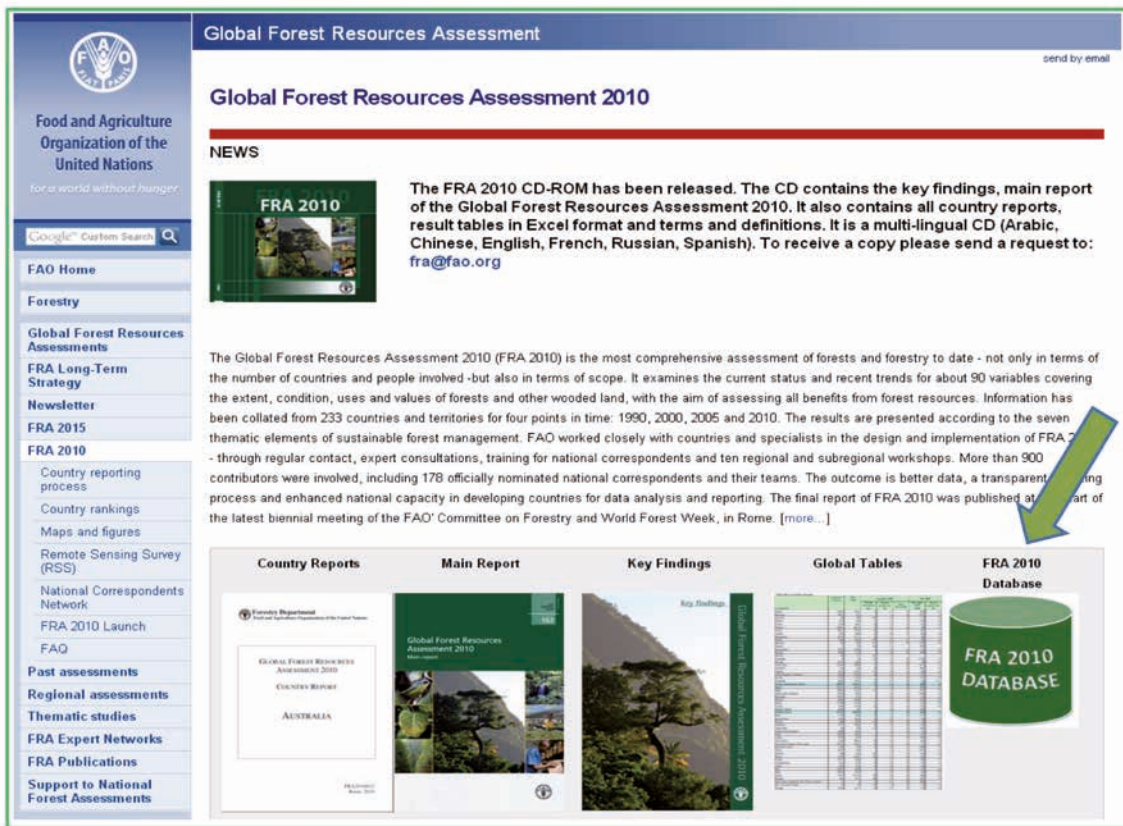 Global Forest Resources Assessment
send by email
F A O
FIAT PANIS
Food and Agriculture
Organization of the
United Nations
for a world without hunger
Google™ Custom Search
FAO Home
Forestry
Global Forest Resources
Assessments
FRA Long-Term
Strategy
Newsletter
FRA 2015
FRA 2010
Country reporting
process
Country rankings
Maps and figures
Remote Sensing Survey
(RSS)
National Correspondents
Network
FRA 2010 Launch
FAQ
Past assessments
Regional assessments
Thematic studies
FRA Expert Networks
FRA Publications
Support to National
Forest Assessments
Global Forest Resources Assessment 2010
NEWS
FRA 2010
The FRA 2010 CD-ROM has been released. The CD contains the key findings, main report
of the Global Forest Resources Assessment 2010. It also contains all country reports,
result tables in Excel format and terms and definitions. It is a multi-lingual CD (Arabic,
Chinese, English, French, Russian, Spanish). To receive a copy please send a request to:
fra@fao.org
The Global Forest Resources Assessment 2010 (FRA 2010) is the most comprehensive assessment of forests and forestry to date - not only in terms of
the number of countries and people involved -but also in terms of scope. It examines the current status and recent trends for about 90 variables covering
the extent, condition, uses and values of forests and other wooded land, with the aim of assessing all benefits from forest resources. Information has
been collated from 233 countries and territories for four points in time: 1990, 2000, 2005 and 2010. The results are presented according to the seven
thematic elements of sustainable forest management. FAO worked closely with countries and specialists in the design and implementation of FRA 2
- through regular contact, expert consultations, training for national correspondents and ten regional and subregional workshops. More than 900
contributors were involved, including 178 officially nominated national correspondents and their teams. The outcome is better data, a transparent
process and enhanced national capacity in developing countries for data analysis and reporting. The final report of FRA 2010 was published at
the latest biennial meeting of the FAO' Committee on Forestry and World Forest Week, in Rome. [more...]
Country Reports
Forestry Department
Food and Agriculture Organization of the United Nations
GLOBAL FOREST RESOURCES
ASSESSMENT 2010
COUNTRY REPORT
AUSTRALIA
Main Report
Global Forest Resources
Assessment 2010
Main report
Key Findings
Key findings
Global Forest Resources Assessment 2010
Global Tables
FRA 2010
Database
FRA 2010
DATABASE